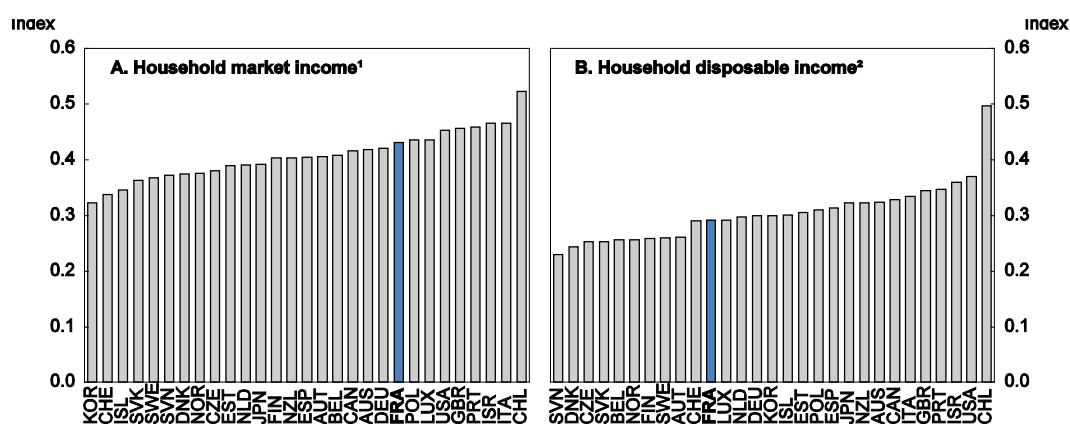 Index
Index
A. Household market income¹
0.6
0.5
0.4
0.3
0.2
0.1
0.0
KOR CHE ISL SVK SWE SVN DNK NOR CZE EST NLD JPN FIN NZL ESP AUT BEL CAN AUS DEU FRA POL LUX USA GBR PRT ISR ITA CHL
B. Household disposable income²
0.6
0.5
0.4
0.3
0.2
0.1
0.0
SVN DNK CZE SVK BEL NOR FIN SWE AUT CHE FRA LUX NLD DEU KOR ISL EST POL ESP JPN NZL AUS CAN ITA GBR PRT ISR USA CHL